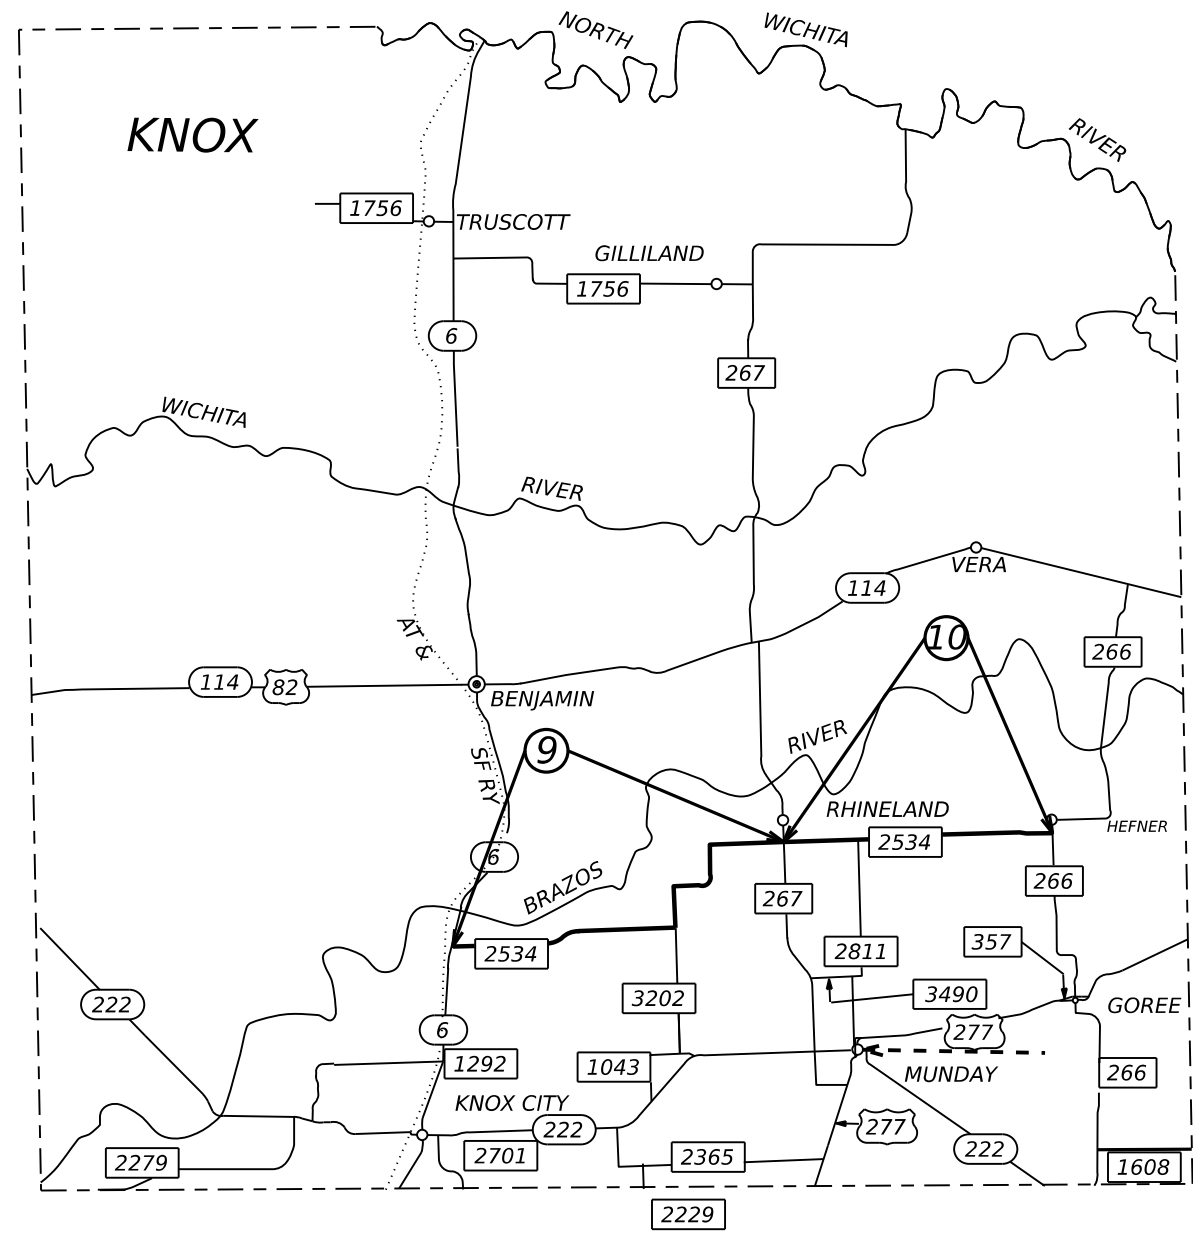 NORTH
WICHITA
RIVER
KNOX
1756
TRUSCOTT
GILLILAND
1756
6
267
WICHITA
RIVER
VERA
114
10
266
AT &
114
82
BENJAMIN
9
RIVER
SF RY
RHINELAND
HEFNER
2534
6
BRAZOS
267
266
2534
2811
357
222
3202
3490
GOREE
6
277
1292
1043
MUNDAY
266
KNOX CITY
222
277
2279
2701
2365
222
1608
2229